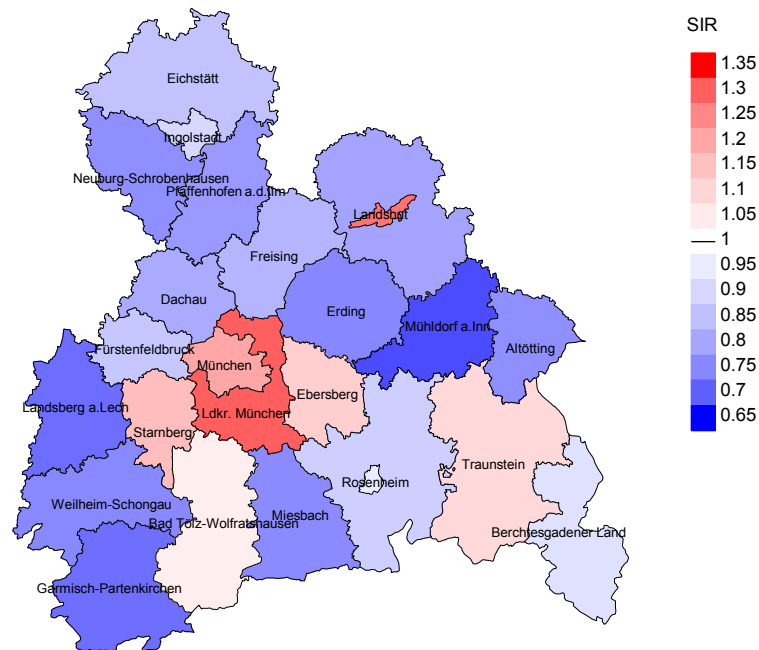 SIR
1.35
1.3
1.25
1.2
1.15
1.1
1.05
1
0.95
0.9
0.85
0.8
0.75
0.7
0.65
Eichstätt
Ingolstadt
Neuburg-Schrobenhausen
Pfaffenhofen a.d.Ilm
Landshut
Freising
Dachau
Erding
Mühldorf a.Inn
Altötting
Fürstenfeldbruck
München
Ebersberg
Landsberg a.Lech
Ldkr. München
Starnberg
Traunstein
Rosenheim
Weilheim-Schongau
Miesbach
Bad Tölz-Wolfratshausen
Berchtesgadener Land
Garmisch-Partenkirchen